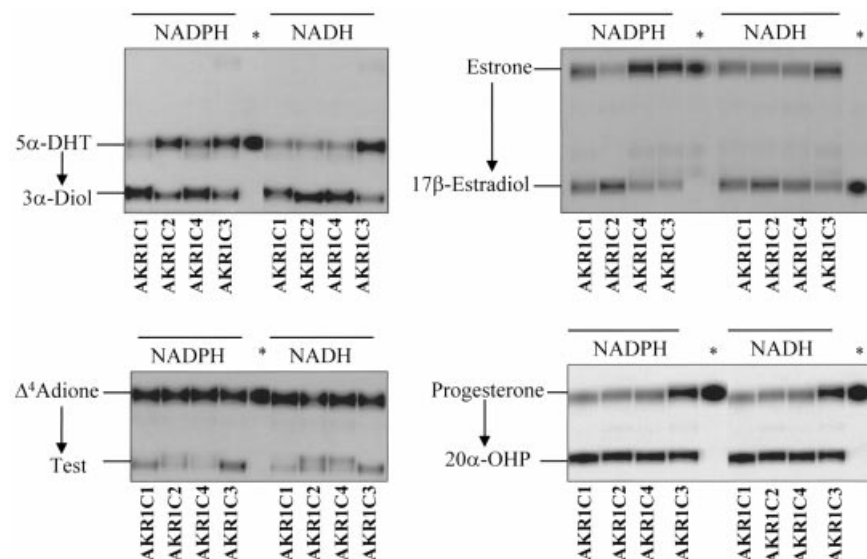 NADPH * NADH
5α-DHT
3α-Diol
AKR1C1 AKR1C2 AKR1C4 AKR1C3 AKR1C1 AKR1C2 AKR1C4 AKR1C3
NADPH * NADH *
Estrone
17β-Estradiol
AKR1C1 AKR1C2 AKR1C4 AKR1C3 AKR1C1 AKR1C2 AKR1C4 AKR1C3
NADPH * NADH
Δ⁴Adione
Test
AKR1C1 AKR1C2 AKR1C4 AKR1C3 AKR1C1 AKR1C2 AKR1C4 AKR1C3
NADPH * NADH *
Progesterone
20α-OHP
AKR1C1 AKR1C2 AKR1C4 AKR1C3 AKR1C1 AKR1C2 AKR1C4 AKR1C3